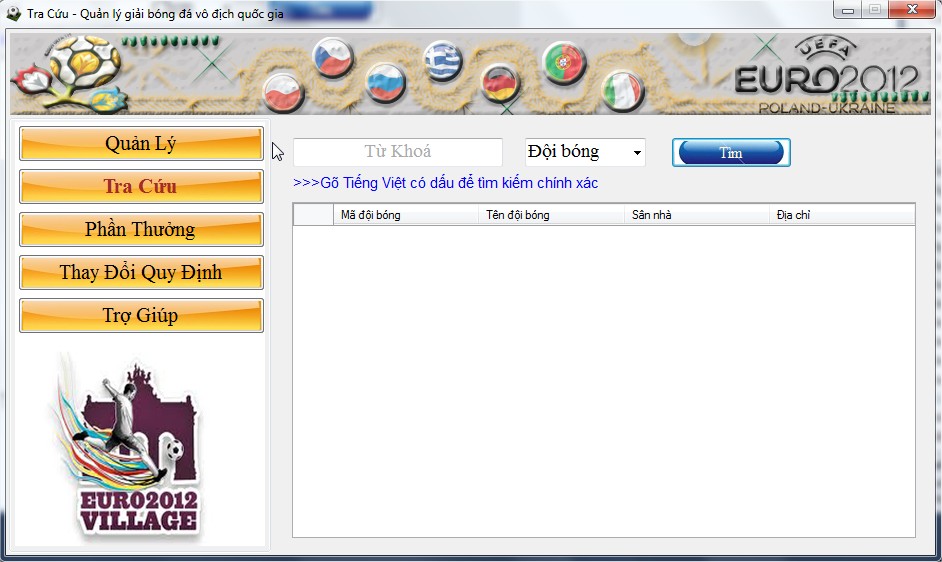 Tra Cứu - Quản lý giải bóng đá vô địch quốc gia
UEFA
EURO2012
POLAND-UKRAINE
Quản Lý
Tra Cứu
Phần Thưởng
Thay Đổi Quy Định
Trợ Giúp
Từ Khoá
Đội bóng
Tìm
>>>Gõ Tiếng Việt có dấu để tìm kiếm chính xác
Mã đội bóng Tên đội bóng Sân nhà Địa chỉ
EURO2012
VILLAGE